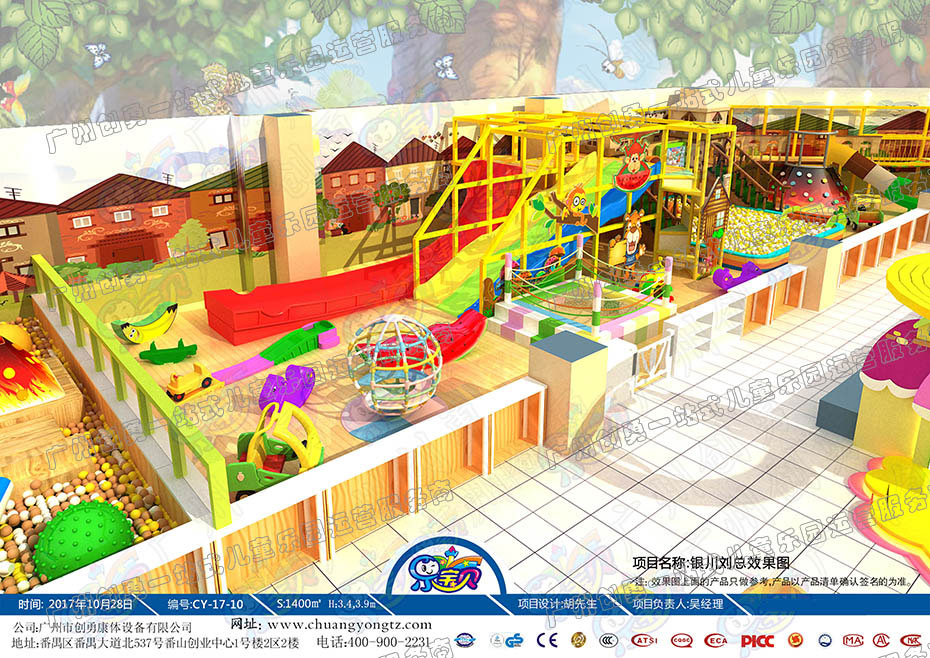 广州创勇一站式儿童乐园运营服务商
乐宝贝
项目名称:银川刘总效果图
注: 效果图上面的产品只做参考,产品以产品清单确认签名的为准。
时间: 2017年10月28日 编号:CY-17-10 S:1400㎡ H:3.4,3.9m 项目设计:胡先生 项目负责人:吴经理
公司:广州市创勇康体设备有限公司 网址: www.chuangyongtz.com
地址:番禺区番禺大道北537号番山创业中心1号楼2区2楼 电话:400-900-2231
CE ATSI CQGC ECA PICC MA